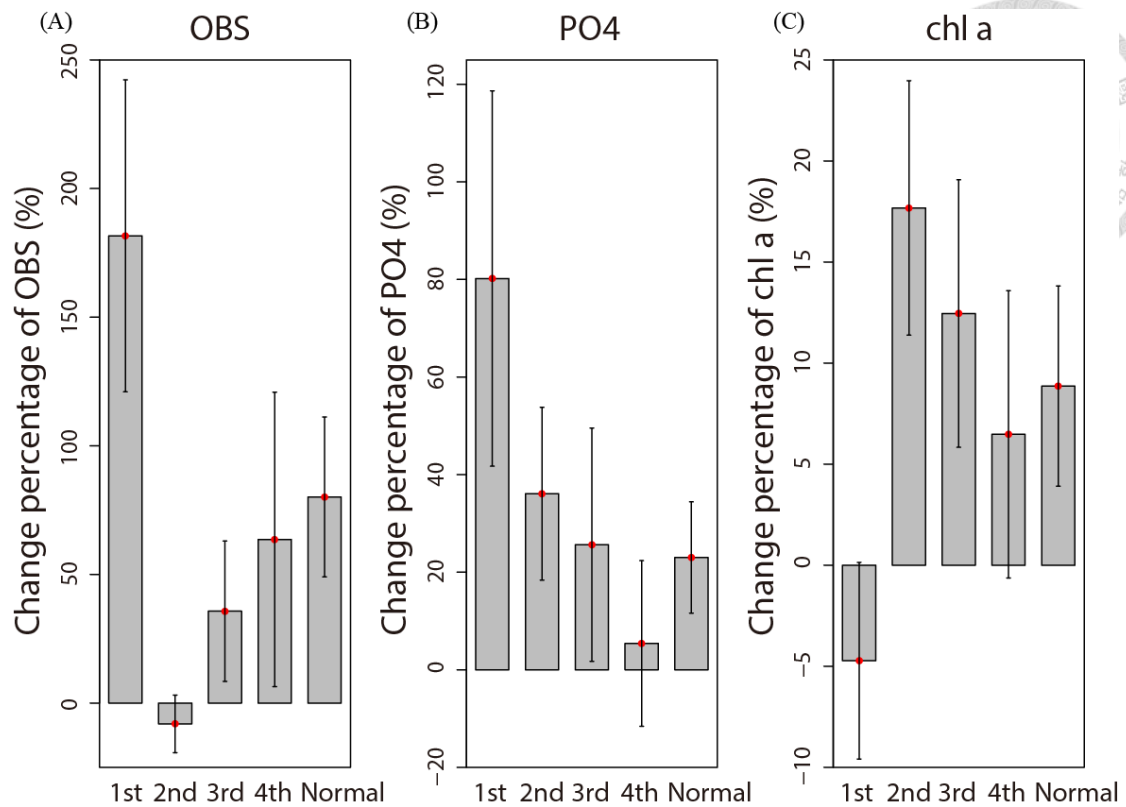 (A) OBS
Change percentage of OBS (%)
250
200
150
100
50
0
1st 2nd 3rd 4th Normal
(B) PO4
Change percentage of PO4 (%)
120
100
80
60
40
20
0
−20
1st 2nd 3rd 4th Normal
(C) chl a
Change percentage of chl a (%)
25
20
15
10
5
0
−5
−10
1st 2nd 3rd 4th Normal